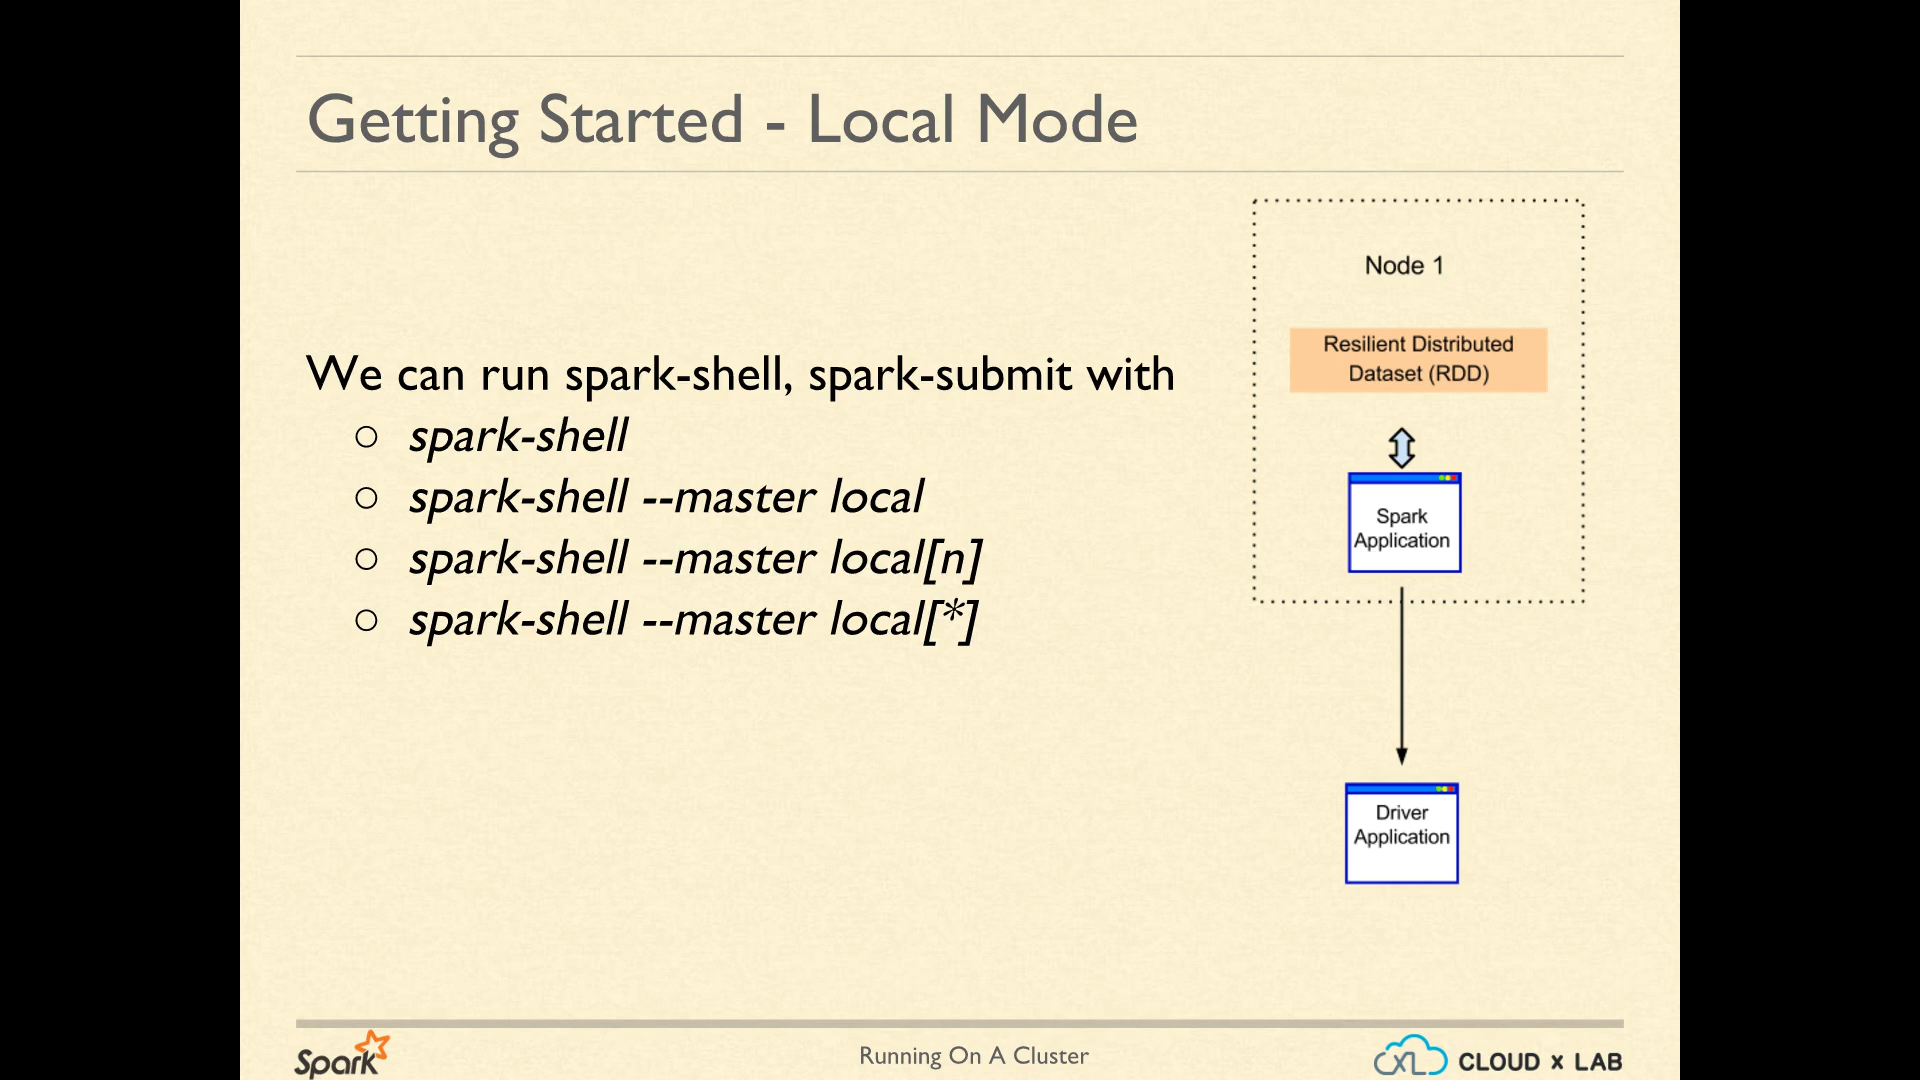 Getting Started - Local Mode
We can run spark-shell, spark-submit with
○ spark-shell
○ spark-shell --master local
○ spark-shell --master local[n]
○ spark-shell --master local[*]
Node 1
Resilient Distributed
Dataset (RDD)
Spark
Application
Driver
Application
Spark
Running On A Cluster
CXL
CLOUD x LAB